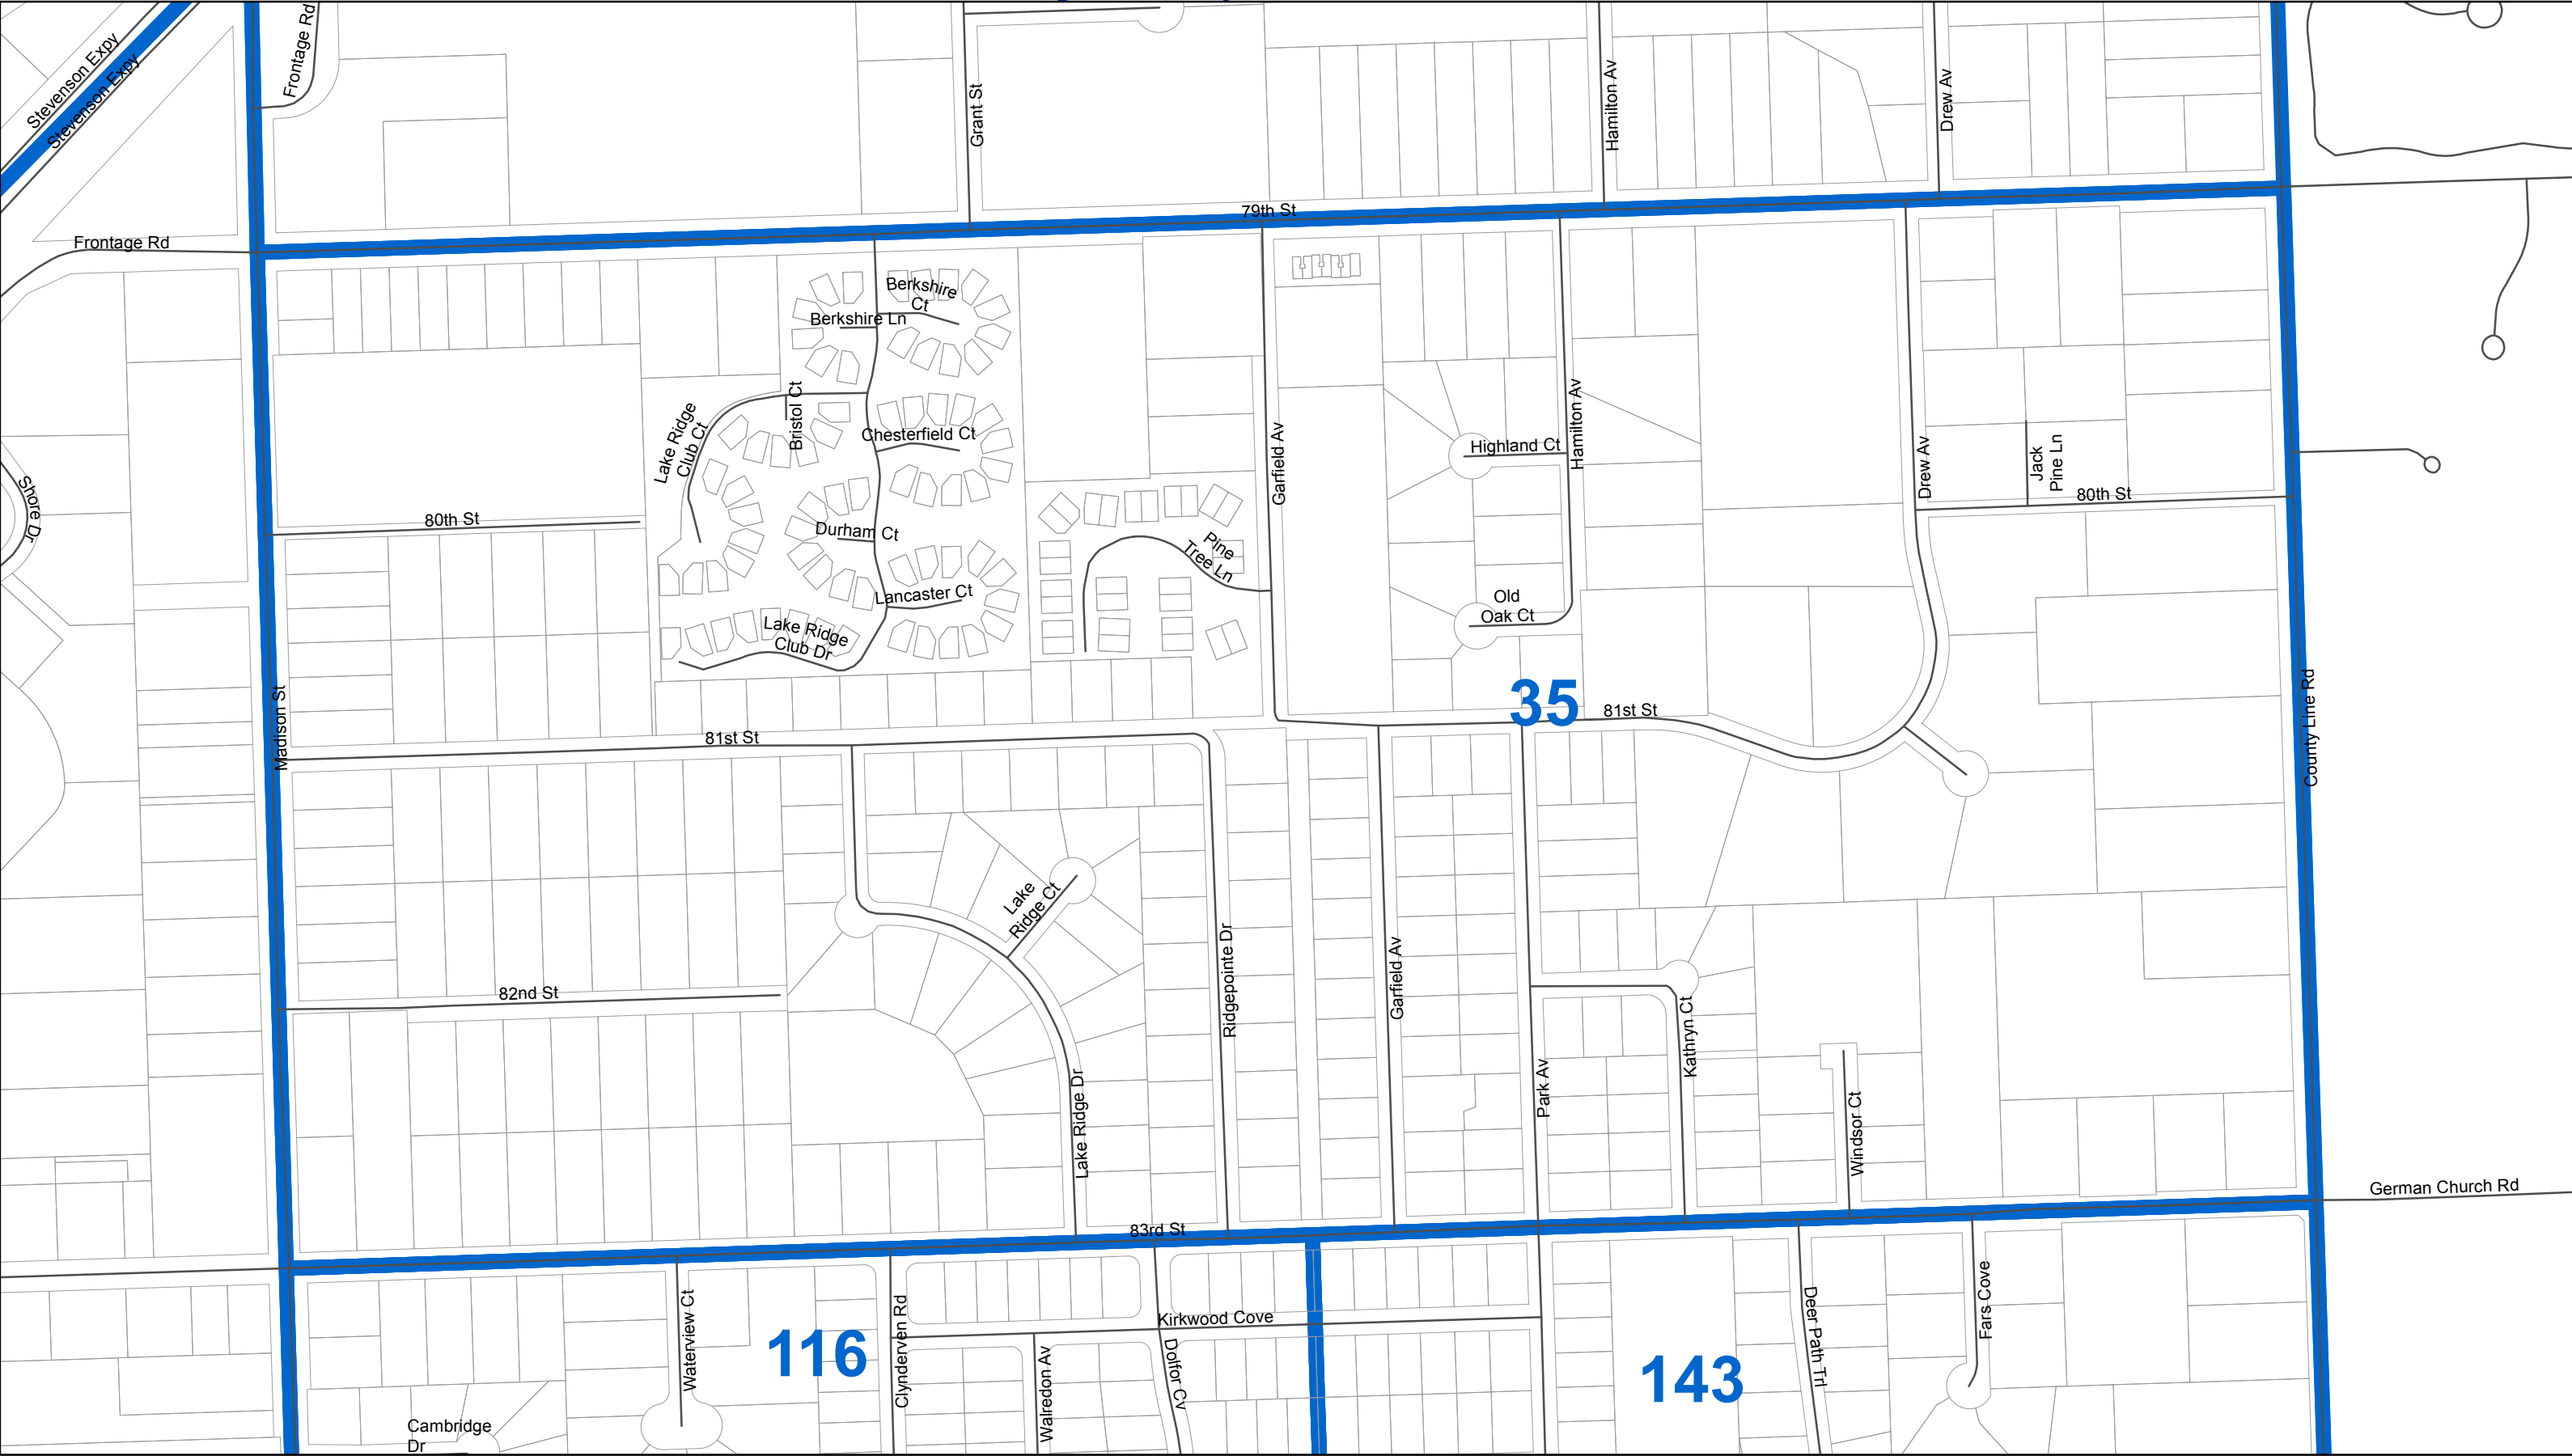 Stevenson Expy
Stevenson Expy
Frontage Rd
Grant St
Hamilton Av
Drew Av
79th St
Frontage Rd
Berkshire
Ct
Berkshire Ln
Bristol Ct
Lake Ridge
Club Ct
Chesterfield Ct
Garfield Av
Highland Ct
Hamilton Av
Drew Av
Jack
Pine Ln
80th St
Shore Dr
80th St
Durham Ct
Pine
Tree Ln
Lancaster Ct
Old
Oak Ct
Lake Ridge
Club Dr
Madison St
35
81st St
County Line Rd
81st St
Lake
Ridge Ct
Ridgepointe Dr
Garfield Av
82nd St
Kathryn Ct
Park Av
Lake Ridge Dr
Windsor Ct
German Church Rd
83rd St
Waterview Ct
116
Clynderven Rd
Kirkwood Cove
Walredon Av
Dolfor Cv
143
Deer Path Trl
Fars Cove
Cambridge
Dr